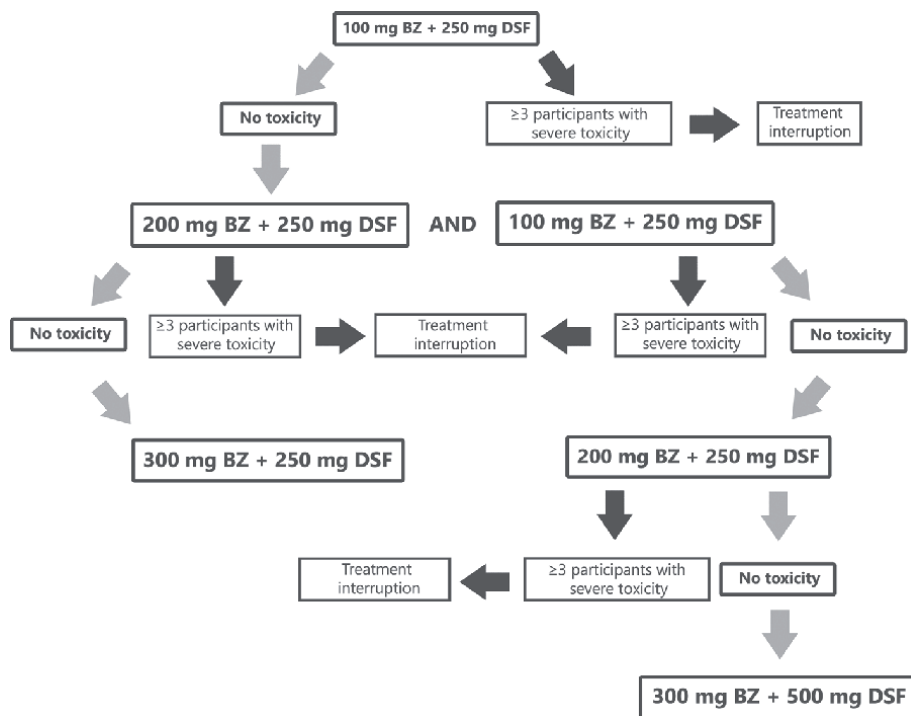 100 mg BZ + 250 mg DSF
No toxicity
≥3 participants with
severe toxicity
Treatment
interruption
200 mg BZ + 250 mg DSF
AND
100 mg BZ + 250 mg DSF
No toxicity
≥3 participants with
severe toxicity
Treatment
interruption
≥3 participants with
severe toxicity
No toxicity
300 mg BZ + 250 mg DSF
200 mg BZ + 250 mg DSF
Treatment
interruption
≥3 participants with
severe toxicity
No toxicity
300 mg BZ + 500 mg DSF